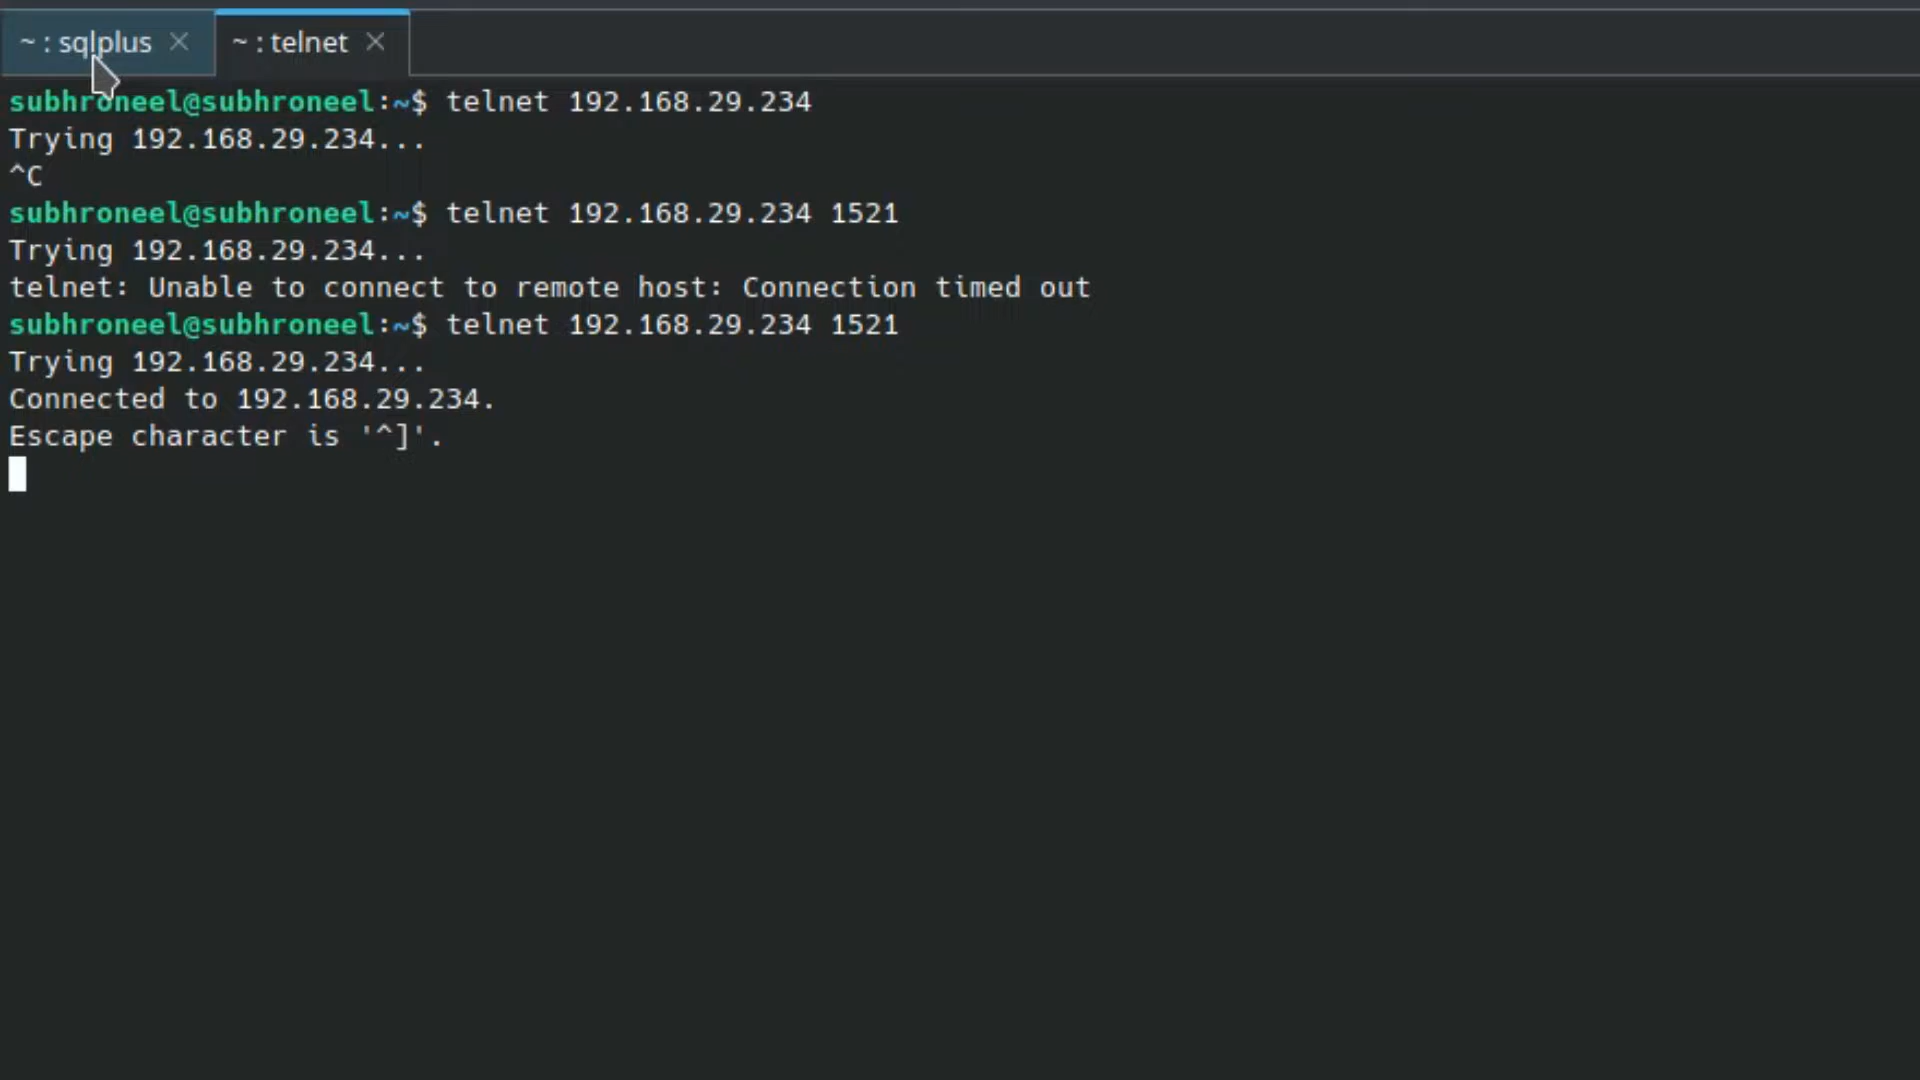 ~ : sqlplus
~ : telnet
subhroneel@subhroneel:~$ telnet 192.168.29.234
Trying 192.168.29.234...
^C
subhroneel@subhroneel:~$ telnet 192.168.29.234 1521
Trying 192.168.29.234...
telnet: Unable to connect to remote host: Connection timed out
subhroneel@subhroneel:~$ telnet 192.168.29.234 1521
Trying 192.168.29.234...
Connected to 192.168.29.234.
Escape character is '^]'.